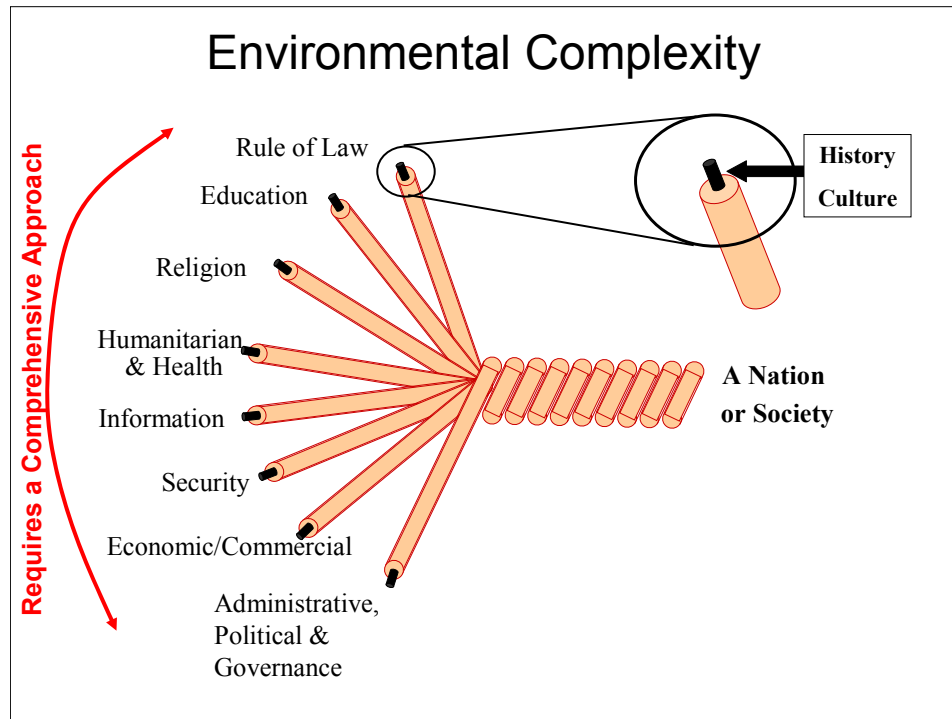 Environmental Complexity
Requires a Comprehensive Approach
Rule of Law
Education
Religion
Humanitarian
& Health
Information
Security
Economic/Commercial
Administrative,
Political &
Governance
History
Culture
A Nation
or Society